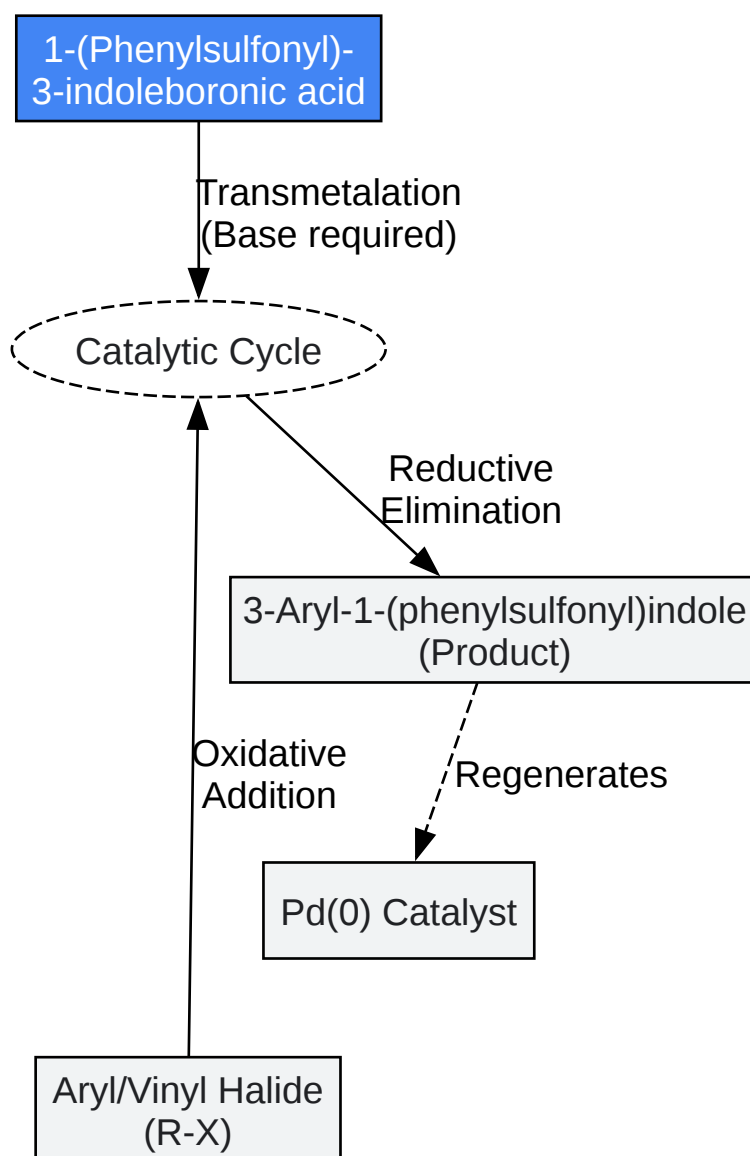 1-(Phenylsulfonyl)-
3-indoleboronic acid
Transmetalation
(Base required)
Catalytic Cycle
Reductive
Elimination
3-Aryl-1-(phenylsulfonyl)indole
(Product)
Oxidative
Addition
Regenerates
Pd(0) Catalyst
Aryl/Vinyl Halide
(R-X)